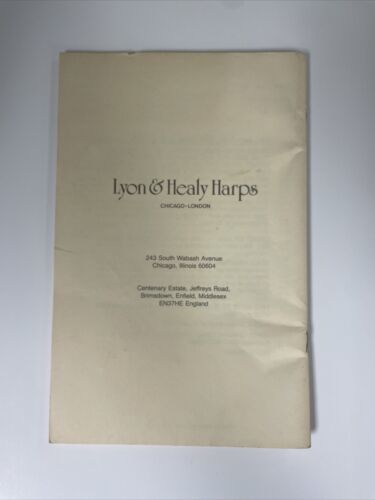 Lyon & Healy Harps
CHICAGO–LONDON
243 South Wabash Avenue
Chicago, Illinois 60604
Centenary Estate, Jeffreys Road,
Brimsdown, Enfield, Middlesex
EN37HE England